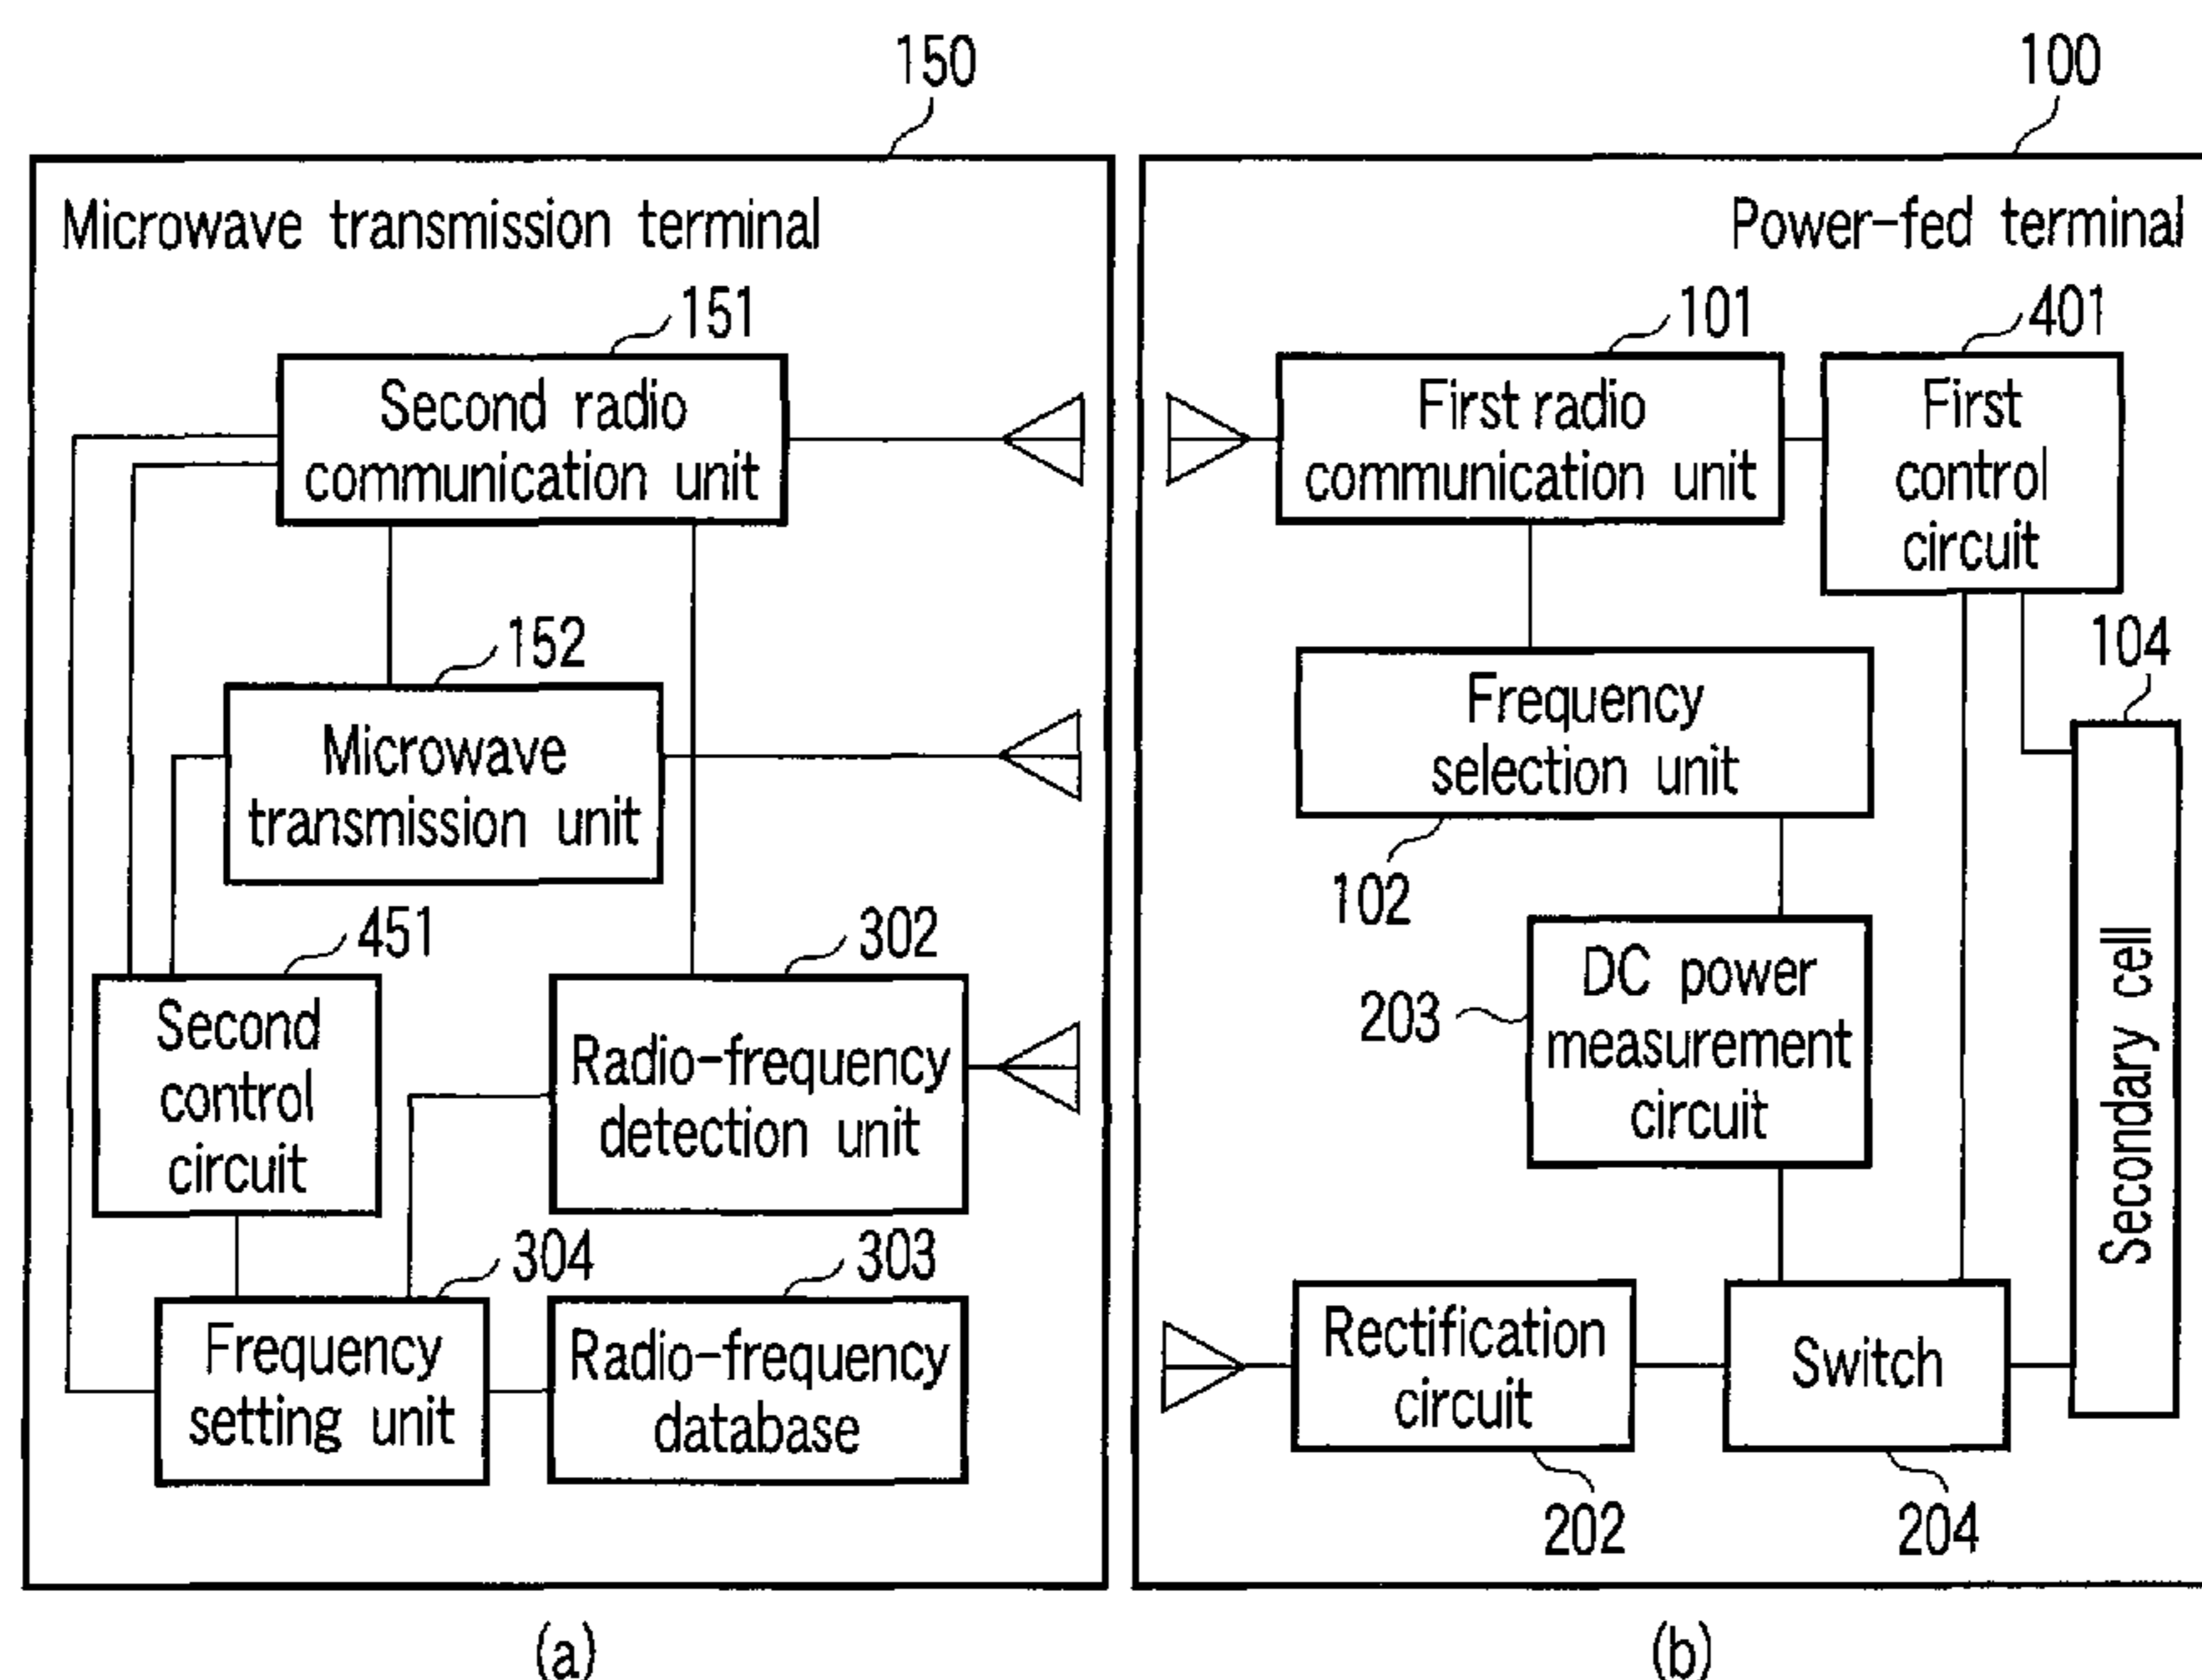 150
Microwave transmission terminal
151
Second radio
communication unit
152
Microwave
transmission unit
451
Second
control
circuit
302
Radio-frequency
detection unit
304
Frequency
setting unit
303
Radio-frequency
database
(a)
100
Power-fed terminal
101
First radio
communication unit
401
First
control
circuit
104
Secondary cell
Frequency
selection unit
102
DC power
measurement
circuit
203
Rectification
circuit
202
Switch
204
(b)